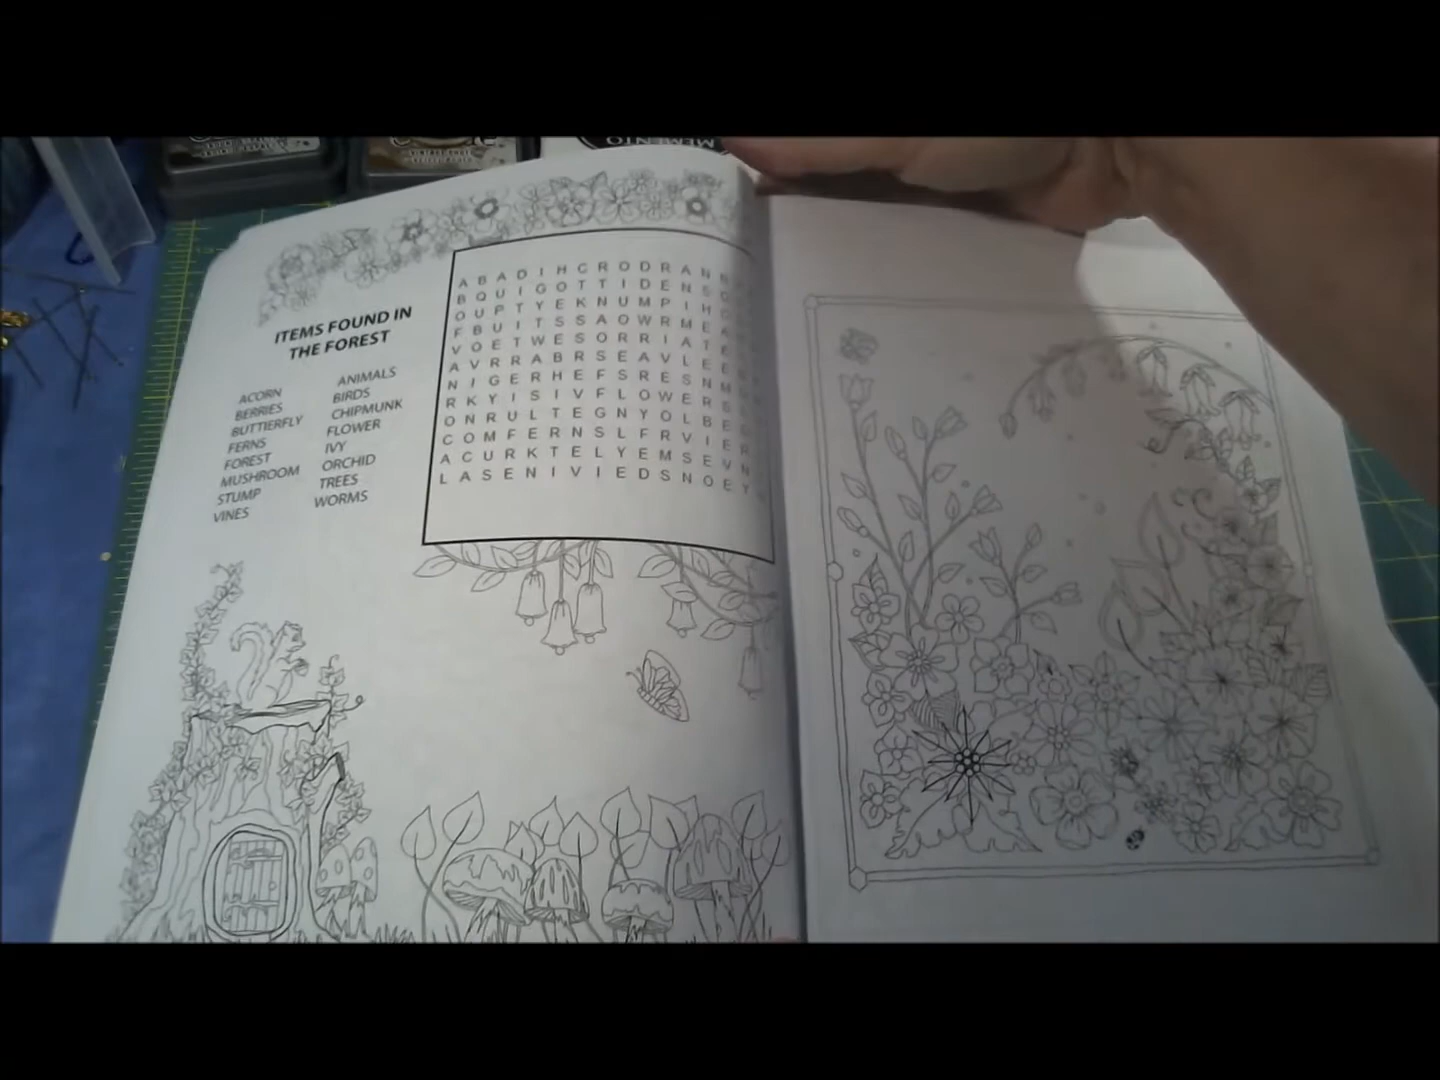 MEMENTO
ITEMS FOUND IN
THE FOREST
ACORN
BERRIES
BUTTERFLY
FERNS
FOREST
MUSHROOM
STUMP
VINES
ANIMALS
BIRDS
CHIPMUNK
FLOWER
IVY
ORCHID
TREES
WORMS
A B A D I H C R O D R A N N
B Q U I G O T T I D E N S
O U P T Y E K N U M P I H
F B U I T S S A O W R M E
V O E T W E S O R R I A T
A V R R A B R S E A V L E
N I G E R H E F S R E S N
R K Y I S I V F L O W E R
O N R U L T E G N Y O L B
C O M F E R N S L F R V I E
A C U R K T E L Y E M S E V
L A S E N I V I E D S N O E Y